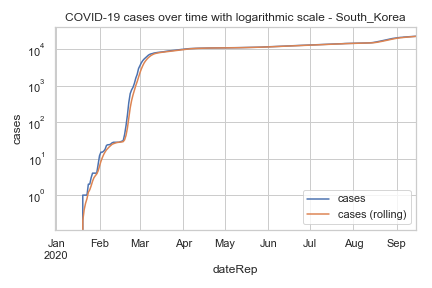 COVID-19 cases over time with logarithmic scale - South_Korea
cases
10⁴
10³
10²
10¹
10⁰
cases
cases (rolling)
Jan Feb Mar Apr May Jun Jul Aug Sep
2020
dateRep